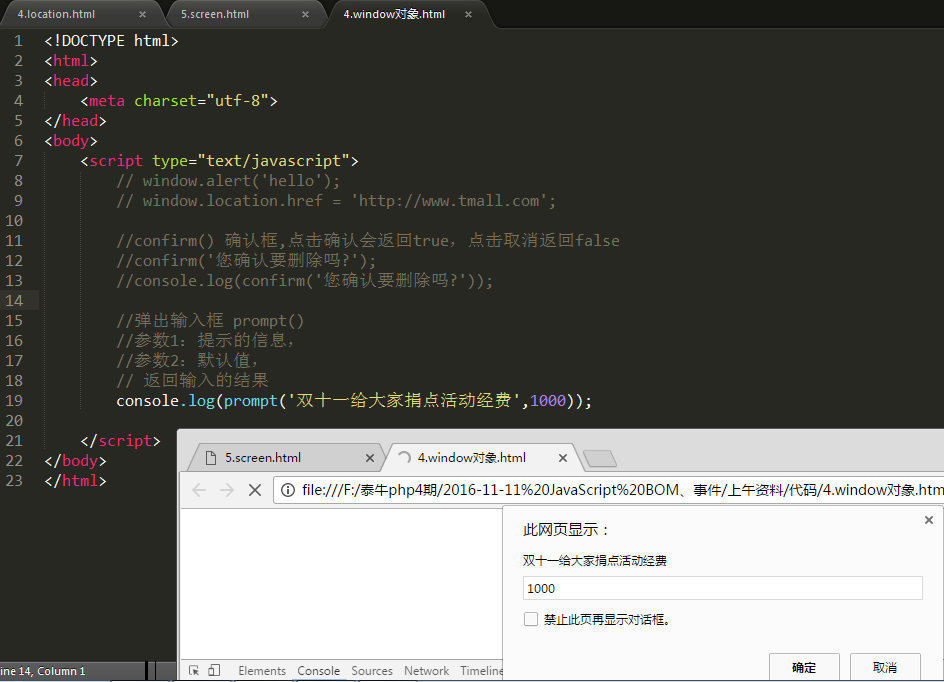 4.location.html × 5.screen.html × 4.window对象.html ×
1 <!DOCTYPE html>
2 <html>
3 <head>
4 <meta charset="utf-8">
5 </head>
6 <body>
7 <script type="text/javascript">
8 // window.alert('hello');
9 // window.location.href = 'http://www.tmall.com';
10
11 //confirm() 确认框,点击确认会返回true，点击取消返回false
12 //confirm('您确认要删除吗?');
13 //console.log(confirm('您确认要删除吗?'));
14
15 //弹出输入框 prompt()
16 //参数1：提示的信息，
17 //参数2：默认值，
18 // 返回输入的结果
19 console.log(prompt('双十一给大家捐点活动经费',1000));
20
21 </script>
22 </body>
23 </html>
5.screen.html × 4.window对象.html ×
file:///F:/泰牛php4期/2016-11-11%20JavaScript%20BOM、事件/上午资料/代码/4.window对象.htm
此网页显示：
双十一给大家捐点活动经费
1000
禁止此页再显示对话框。
确定 取消
Elements Console Sources Network Timeline
ine 14, Column 1